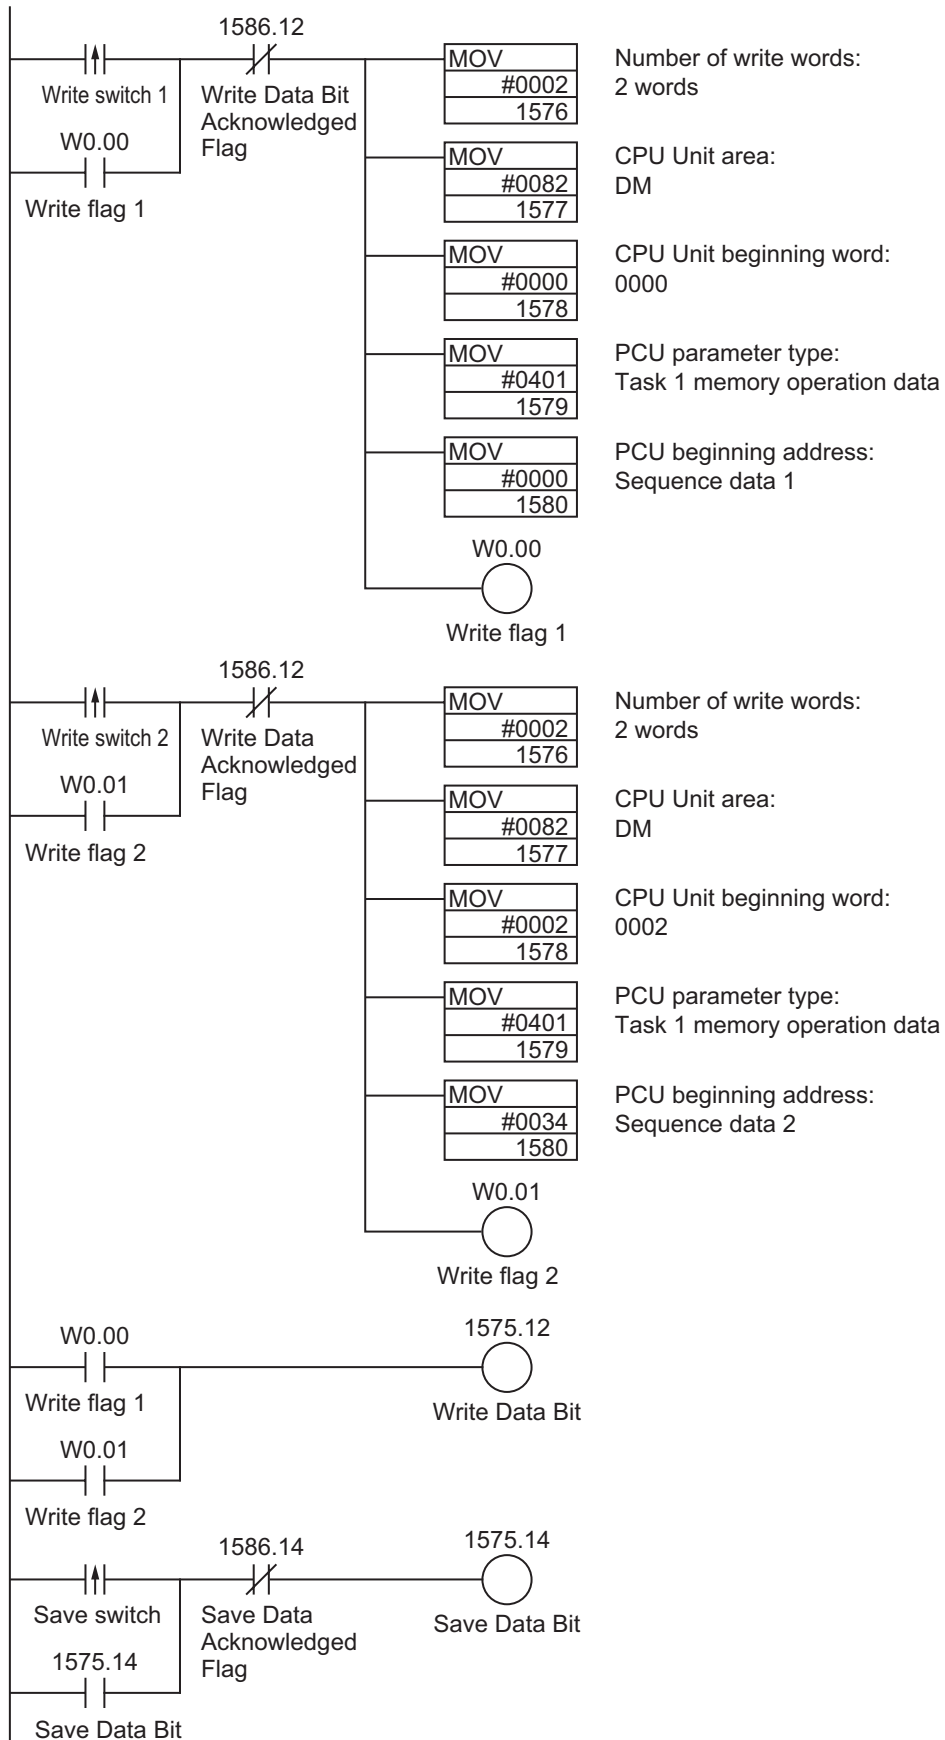 1586.12
Write switch 1
Write Data Bit
Acknowledged
Flag
W0.00
Write flag 1
MOV
#0002
1576
Number of write words:
2 words
MOV
#0082
1577
CPU Unit area:
DM
MOV
#0000
1578
CPU Unit beginning word:
0000
MOV
#0401
1579
PCU parameter type:
Task 1 memory operation data
MOV
#0000
1580
PCU beginning address:
Sequence data 1
W0.00
Write flag 1
1586.12
Write switch 2
Write Data
Acknowledged
Flag
W0.01
Write flag 2
MOV
#0002
1576
Number of write words:
2 words
MOV
#0082
1577
CPU Unit area:
DM
MOV
#0002
1578
CPU Unit beginning word:
0002
MOV
#0401
1579
PCU parameter type:
Task 1 memory operation data
MOV
#0034
1580
PCU beginning address:
Sequence data 2
W0.01
Write flag 2
W0.00
Write flag 1
1575.12
Write Data Bit
W0.01
Write flag 2
1586.14
1575.14
Save switch
Save Data
Acknowledged
Flag
Save Data Bit
1575.14
Save Data Bit